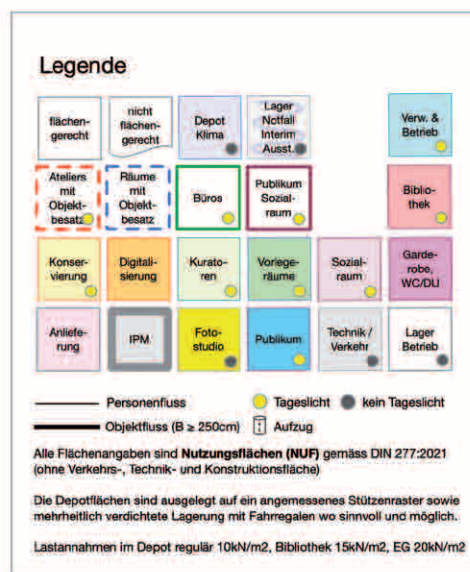 Legende
flächen-
gerecht
nicht
flächen-
gerecht
Depot
Klima
Lager
Notfall
Interim
Ausst.
Verw. &
Betrieb
Ateliers
mit
Objekt-
besatz
Räume
mit
Objekt-
besatz
Büros
Publikum
Sozial-
raum
Biblio-
thek
Konser-
vierung
Digitali-
sierung
Kurato-
ren
Vorlege-
räume
Sozial-
raum
Garde-
robe,
WC/DU
Anliefe-
rung
IPM
Foto-
studio
Publikum
Technik /
Verkehr
Lager
Betrieb
Personenfluss
Tageslicht
kein Tageslicht
Objektfluss (B ≥ 250cm)
Aufzug
Alle Flächenangaben sind Nutzungsflächen (NUF) gemäss DIN 277:2021
(ohne Verkehrs-, Technik- und Konstruktionsfläche)
Die Depotflächen sind ausgelegt auf ein angemessenes Stützenraster sowie
mehrheitlich verdichtete Lagerung mit Fahrregalen wo sinnvoll und möglich.
Lastannahmen im Depot regulär 10kN/m2, Bibliothek 15kN/m2, EG 20kN/m2